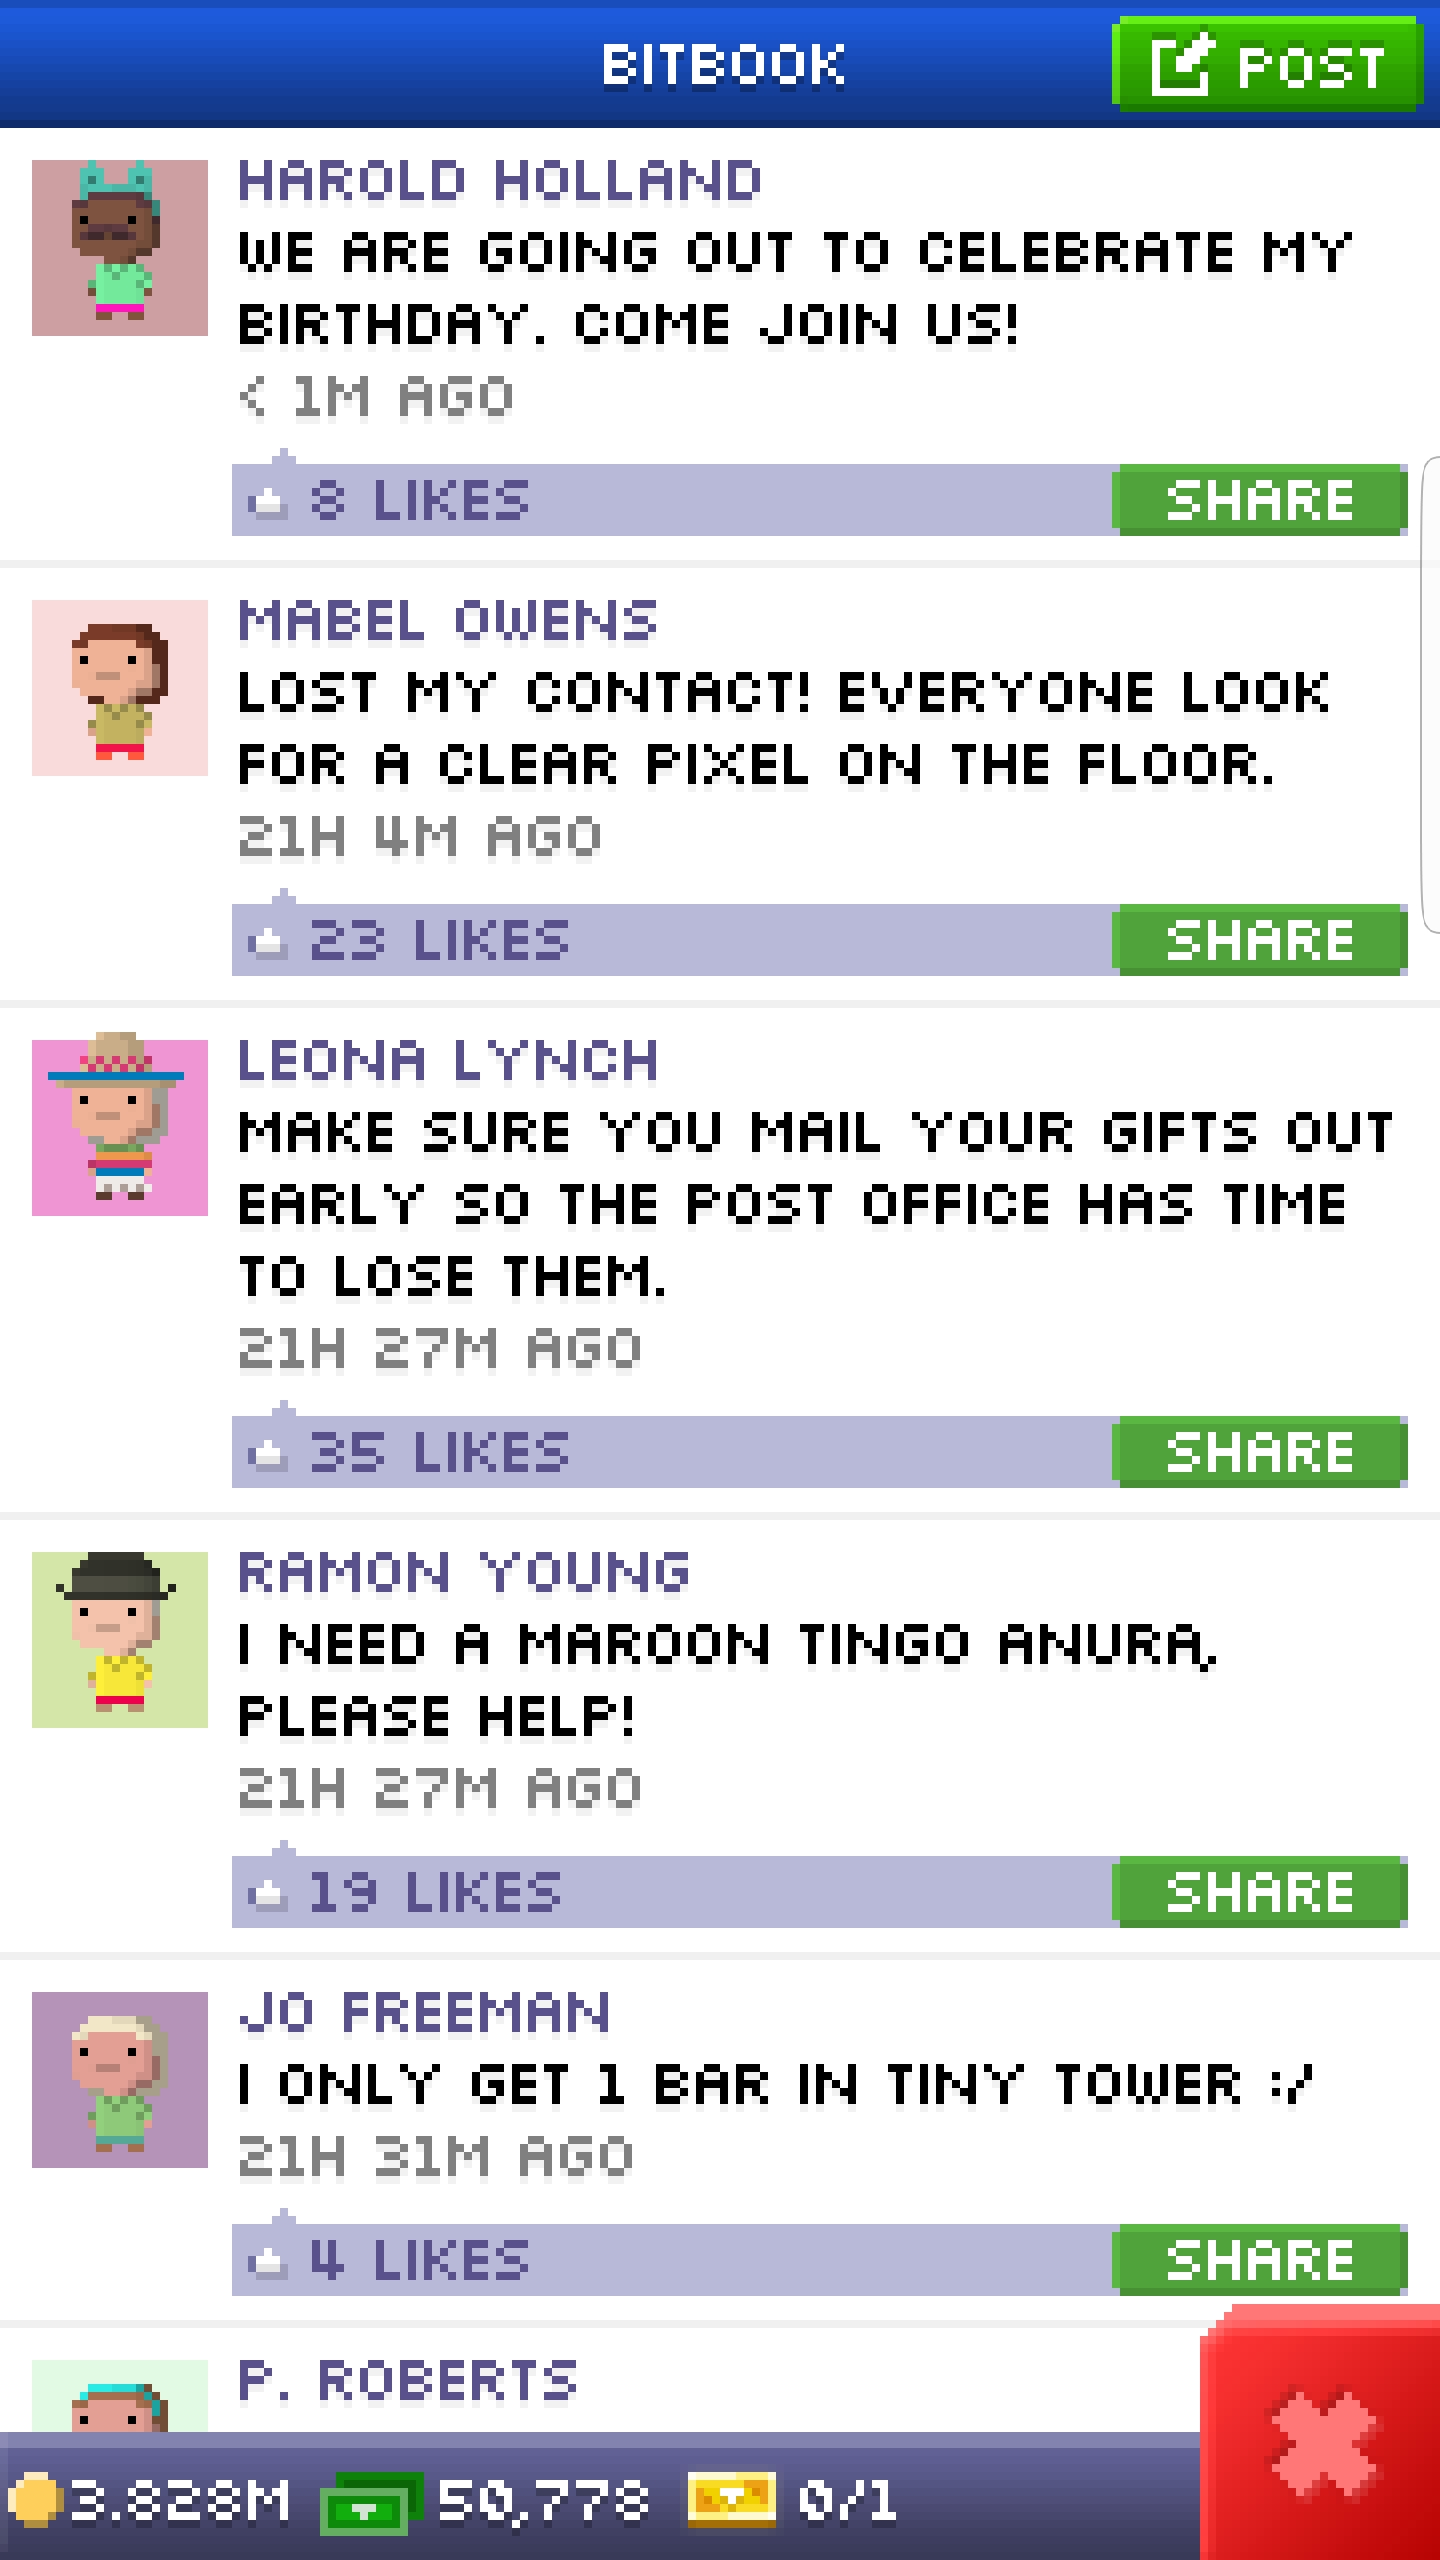 BITBOOK
POST
HAROLD HOLLAND
WE ARE GOING OUT TO CELEBRATE MY
BIRTHDAY. COME JOIN US!
< 1M AGO
8 LIKES
SHARE
MABEL OWENS
LOST MY CONTACT! EVERYONE LOOK
FOR A CLEAR PIXEL ON THE FLOOR.
21H 4M AGO
23 LIKES
SHARE
LEONA LYNCH
MAKE SURE YOU MAIL YOUR GIFTS OUT
EARLY SO THE POST OFFICE HAS TIME
TO LOSE THEM.
21H 27M AGO
35 LIKES
SHARE
RAMON YOUNG
I NEED A MAROON TINGO ANURA,
PLEASE HELP!
21H 27M AGO
19 LIKES
SHARE
JO FREEMAN
I ONLY GET 1 BAR IN TINY TOWER :/
21H 31M AGO
4 LIKES
SHARE
P. ROBERTS
3.828M
50,778
0/1